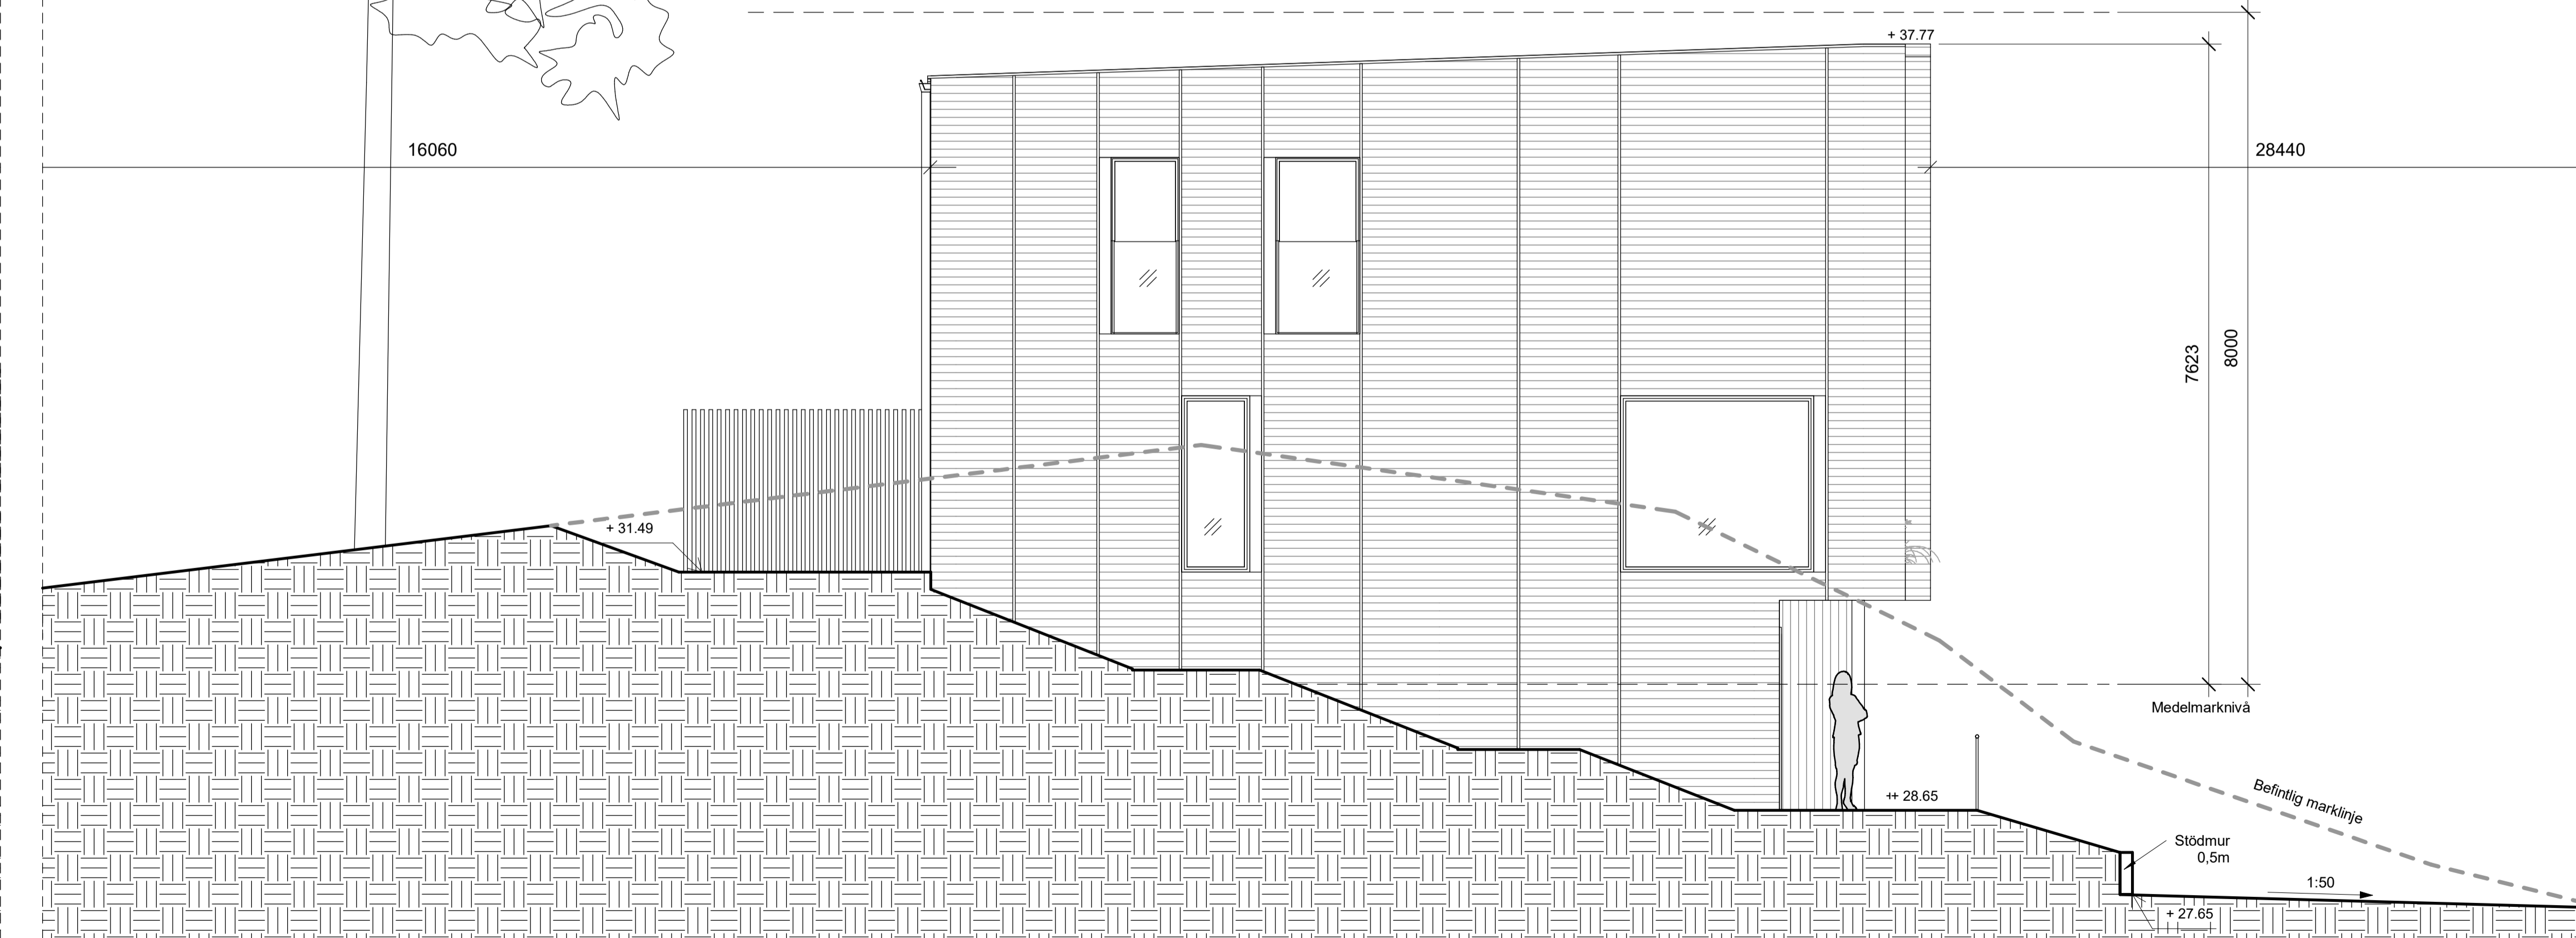 + 37.77
16060
28440
7623
8000
+ 31.49
Medelmarknivå
Befintlig marklinje
++ 28.65
Stödmur
0,5m
1:50
+ 27.65